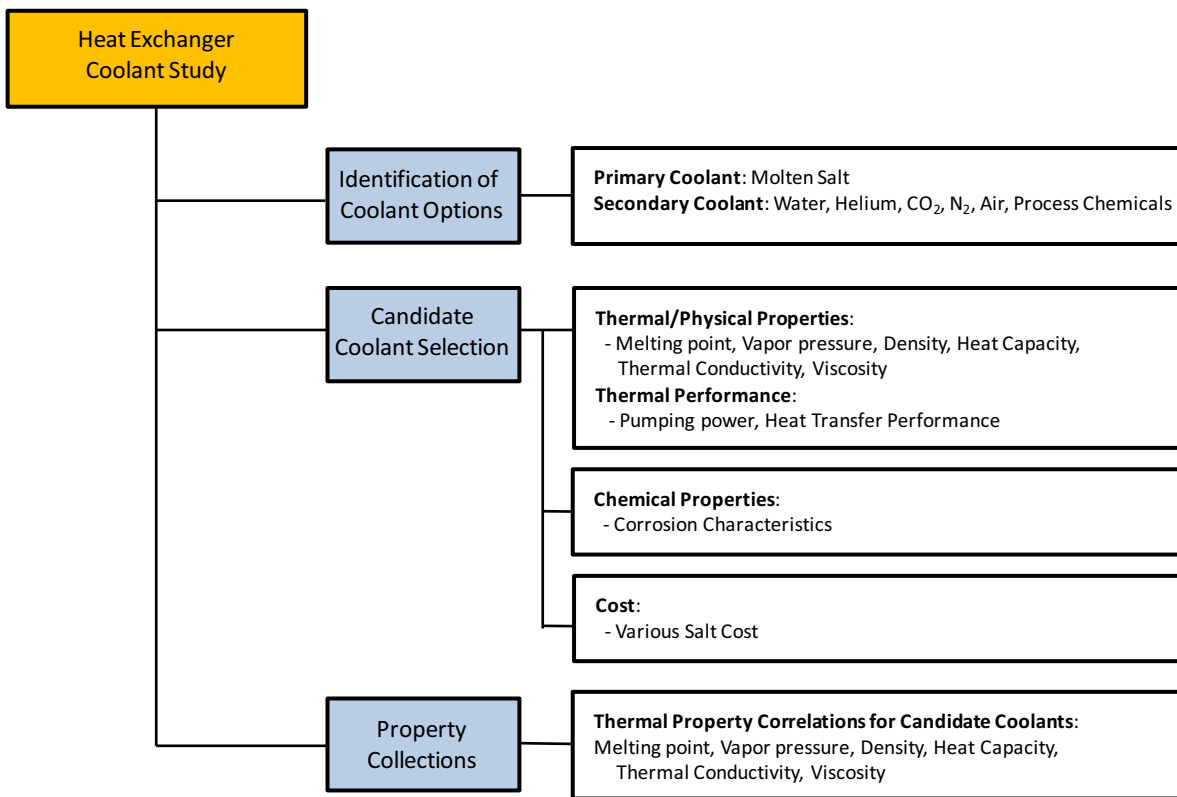 Heat Exchanger
Coolant Study
Identification of
Coolant Options
Primary Coolant: Molten Salt
Secondary Coolant: Water, Helium, CO₂, N₂, Air, Process Chemicals
Candidate
Coolant Selection
Thermal/Physical Properties:
- Melting point, Vapor pressure, Density, Heat Capacity,
Thermal Conductivity, Viscosity
Thermal Performance:
- Pumping power, Heat Transfer Performance
Chemical Properties:
- Corrosion Characteristics
Cost:
- Various Salt Cost
Property
Collections
Thermal Property Correlations for Candidate Coolants:
Melting point, Vapor pressure, Density, Heat Capacity,
Thermal Conductivity, Viscosity